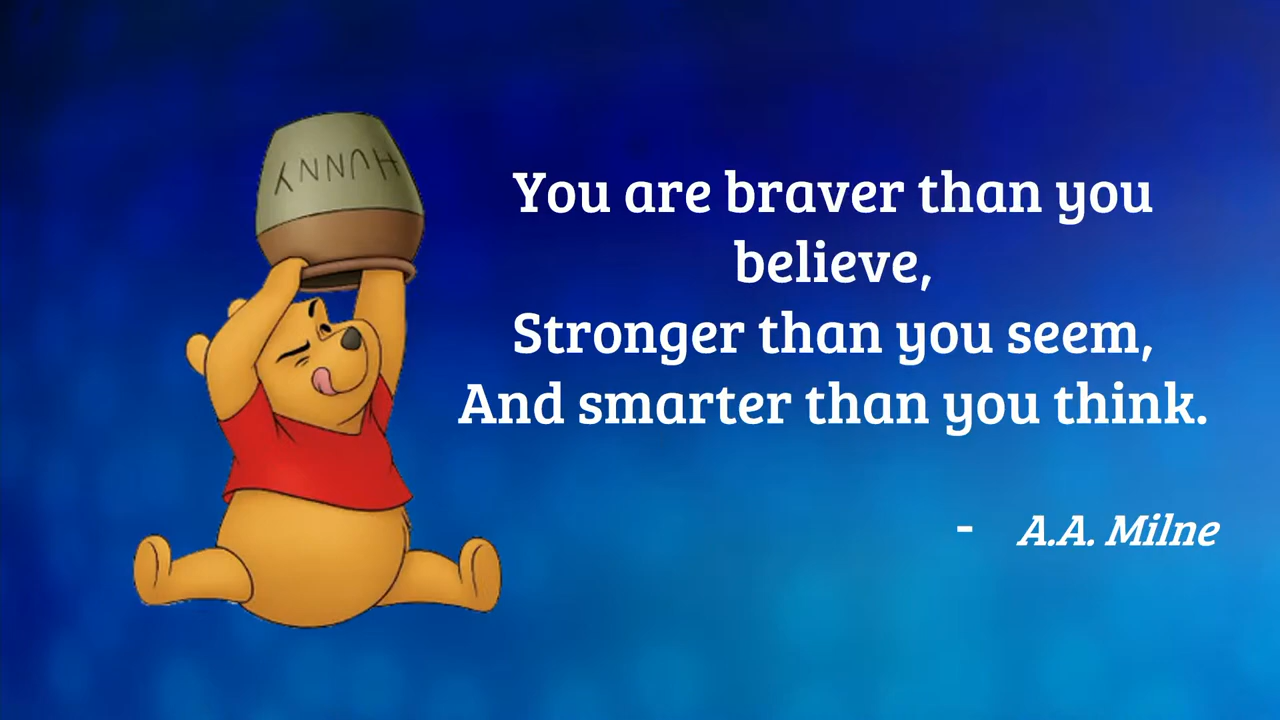 HUNNY
You are braver than you
believe,
Stronger than you seem,
And smarter than you think.
- A.A. Milne